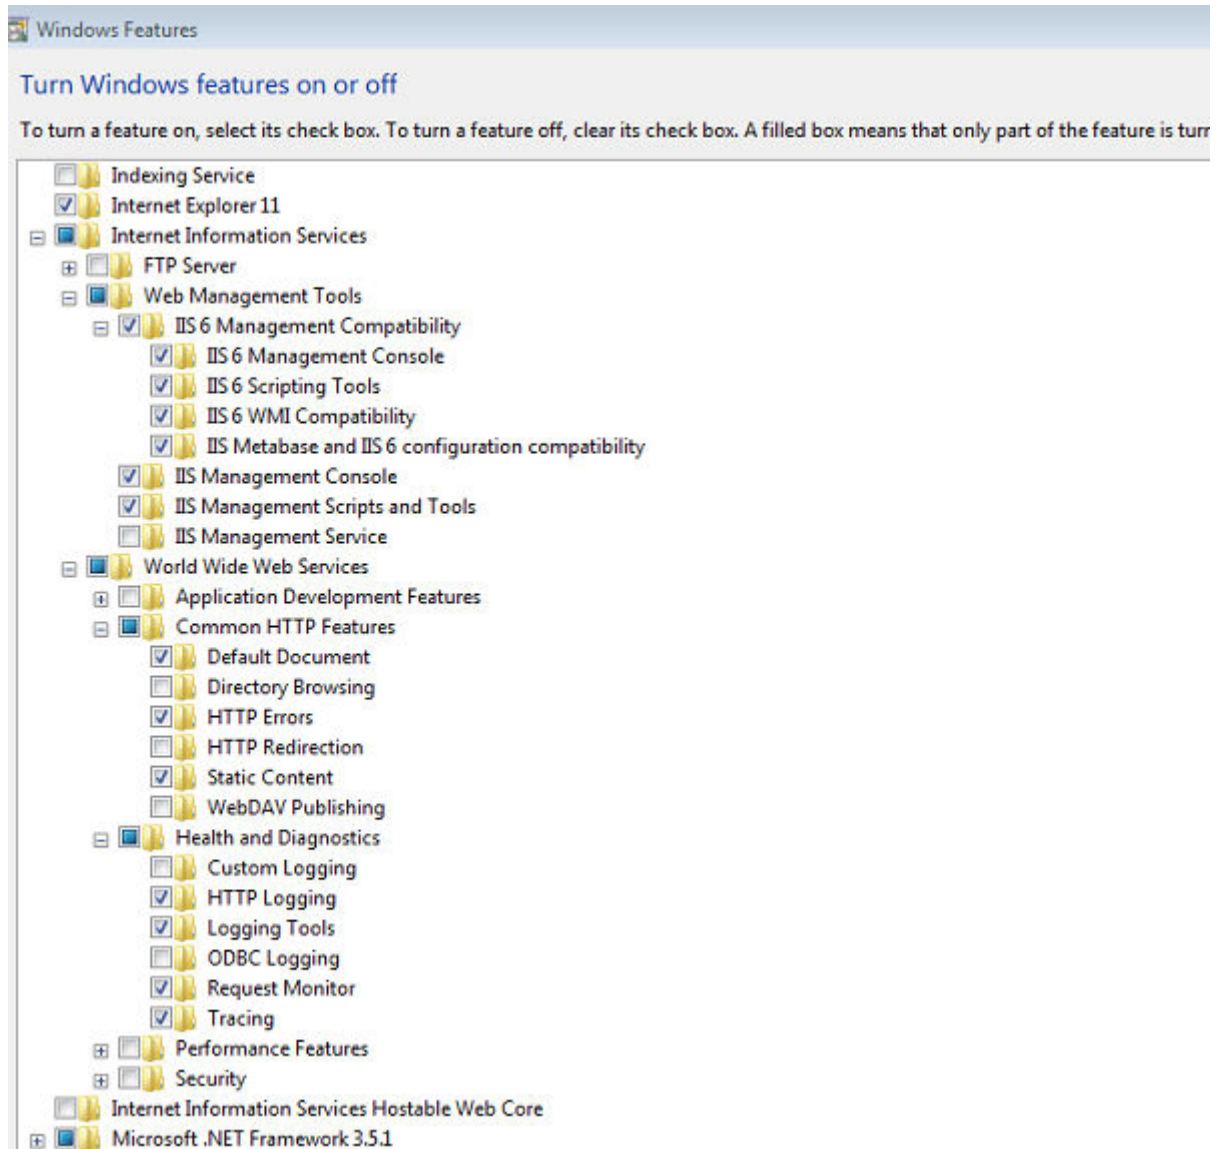 Windows Features
Turn Windows features on or off
To turn a feature on, select its check box. To turn a feature off, clear its check box. A filled box means that only part of the feature is turn
Indexing Service
Internet Explorer 11
Internet Information Services
FTP Server
Web Management Tools
IIS 6 Management Compatibility
IIS 6 Management Console
IIS 6 Scripting Tools
IIS 6 WMI Compatibility
IIS Metabase and IIS 6 configuration compatibility
IIS Management Console
IIS Management Scripts and Tools
IIS Management Service
World Wide Web Services
Application Development Features
Common HTTP Features
Default Document
Directory Browsing
HTTP Errors
HTTP Redirection
Static Content
WebDAV Publishing
Health and Diagnostics
Custom Logging
HTTP Logging
Logging Tools
ODBC Logging
Request Monitor
Tracing
Performance Features
Security
Internet Information Services Hostable Web Core
Microsoft .NET Framework 3.5.1